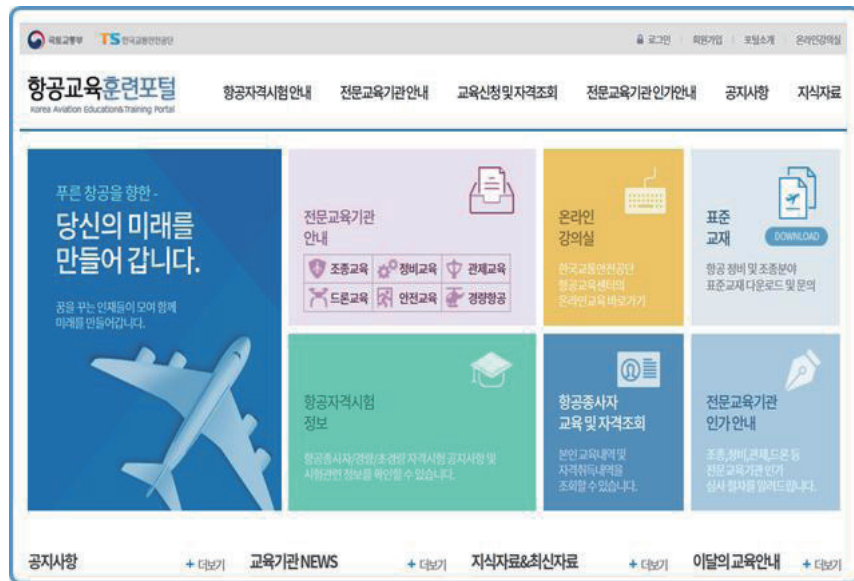 국토교통부 TS한국교통안전공단
로그인 회원가입 포털소개 온라인강의실
항공교육훈련포털
Korea Aviation Education&Training Portal
항공자격시험안내 전문교육기관안내 교육신청및자격조회 전문교육기관인가안내 공지사항 지식자료
푸른 창공을 향한 -
당신의 미래를
만들어 갑니다.
꿈을 꾸는 인재들이 모여 함께
미래를 만들어갑니다.
전문교육기관
안내
조종교육 정비교육 관제교육
드론교육 안전교육 경량항공
온라인
강의실
한국교통안전공단
항공교육센터의
온라인교육 바로가기
표준
교재
DOWNLOAD
항공 정비 및 조종분야
표준교재 다운로드 및 문의
항공자격시험
정보
항공종사자/경량/초경량 자격시험 공지사항 및
시험관련 정보를 확인할 수 있습니다.
항공종사자
교육 및 자격조회
본인 교육내역 및
자격취득내역을
조회할 수 있습니다.
전문교육기관
인가 안내
조종,정비,관제,드론 등
전문교육기관 인가
심사 절차를 알려드립니다.
공지사항 + 더보기 교육기관 NEWS + 더보기 지식자료&최신자료 + 더보기 이달의 교육안내 + 더보기